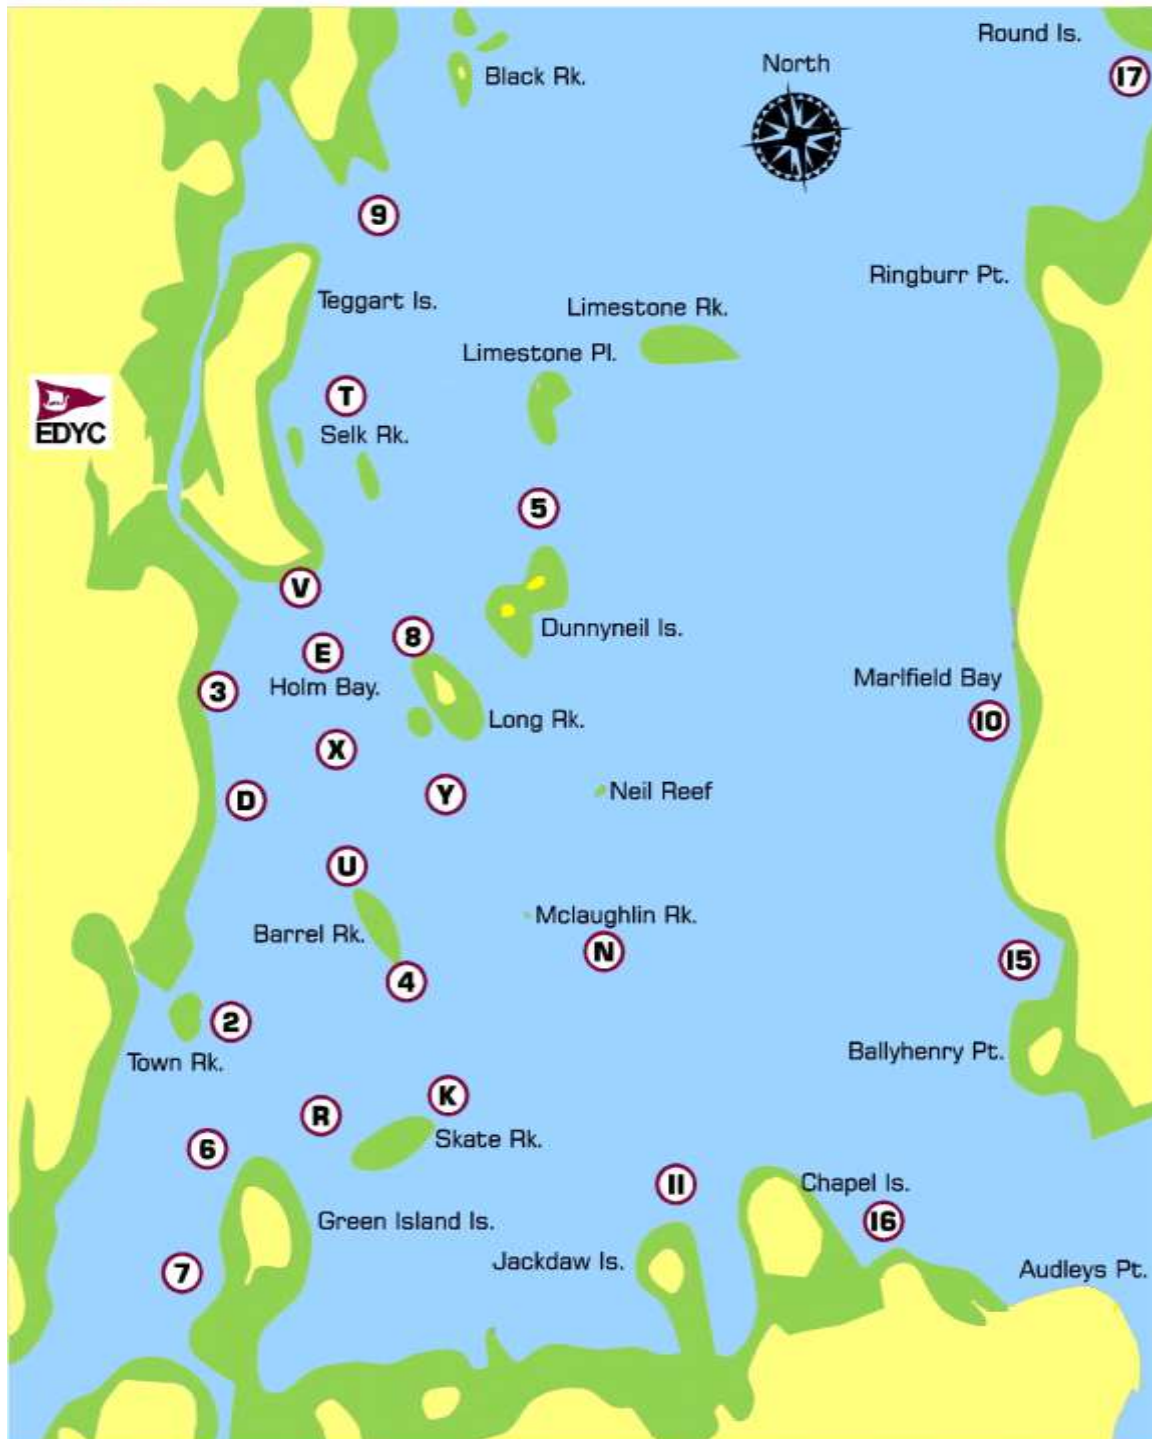 Round Is.
North
Black Rk.
17
9
Ringburr Pt.
Teggart Is.
Limestone Rk.
Limestone Pl.
T
EDYC
Selk Rk.
5
V
8
Dunnyneil Is.
E
Holm Bay.
Marlfield Bay
3
10
Long Rk.
X
Neil Reef
D
Y
U
Mclaughlin Rk.
Barrel Rk.
N
15
4
2
Ballyhenry Pt.
Town Rk.
K
R
Skate Rk.
6
11
Chapel Is.
Green Island Is.
16
Jackdaw Is.
7
Audleys Pt.